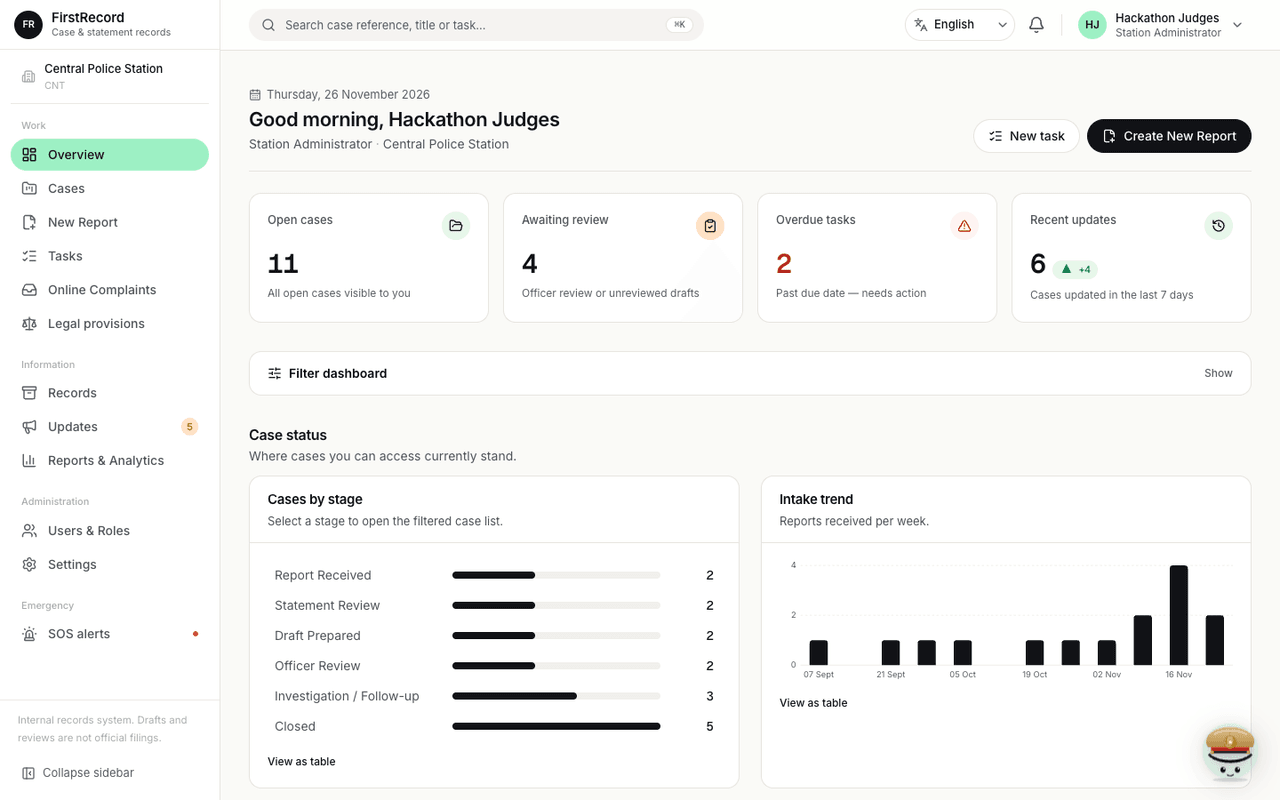 FR
FirstRecord
Case & statement records
Search case reference, title or task...
⌘K
English
HJ
Hackathon Judges
Station Administrator
Central Police Station
CNT
Work
Overview
Cases
New Report
Tasks
Online Complaints
Legal provisions
Information
Records
Updates
5
Reports & Analytics
Administration
Users & Roles
Settings
Emergency
SOS alerts
Internal records system. Drafts and
reviews are not official filings.
Collapse sidebar
Thursday, 26 November 2026
Good morning, Hackathon Judges
Station Administrator · Central Police Station
New task
Create New Report
Open cases
11
All open cases visible to you
Awaiting review
4
Officer review or unreviewed drafts
Overdue tasks
2
Past due date — needs action
Recent updates
6 ▲ +4
Cases updated in the last 7 days
Filter dashboard
Show
Case status
Where cases you can access currently stand.
Cases by stage
Select a stage to open the filtered case list.
Report Received 2
Statement Review 2
Draft Prepared 2
Officer Review 2
Investigation / Follow-up 3
Closed 5
View as table
Intake trend
Reports received per week.
4
2
0
07 Sept 21 Sept 05 Oct 19 Oct 02 Nov 16 Nov
View as table